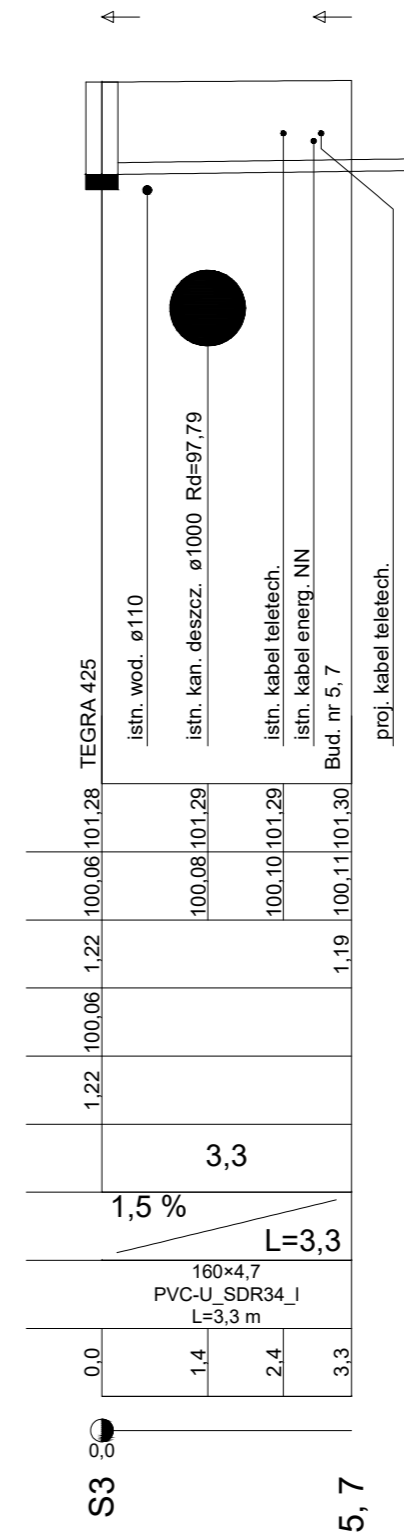 TEGRA 425
istn. wod. ø110
istn. kan. deszcz. ø1000 Rd=97,79
istn. kabel teletech.
istn. kabel energ. NN
Bud. nr 5, 7
proj. kabel teletech.
101,28 101,29 101,29 101,30
100,06 100,08 100,10 100,11
1,22 1,19
100,06
1,22
3,3
1,5 %
L=3,3
160×4,7
PVC-U_SDR34_I
L=3,3 m
0,0 1,4 2,4 3,3
0,0
S3 5, 7